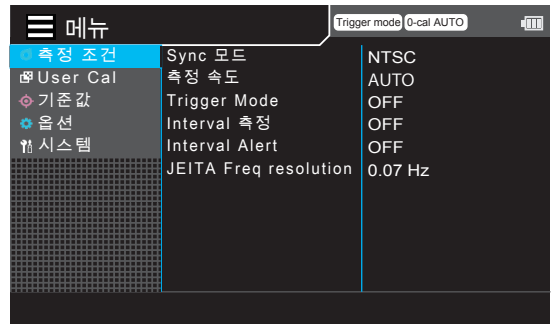 메뉴
Trigger mode 0-cal AUTO
측정 조건
User Cal
기준값
옵션
시스템
Sync 모드 NTSC
측정 속도 AUTO
Trigger Mode OFF
Interval 측정 OFF
Interval Alert OFF
JEITA Freq resolution 0.07 Hz